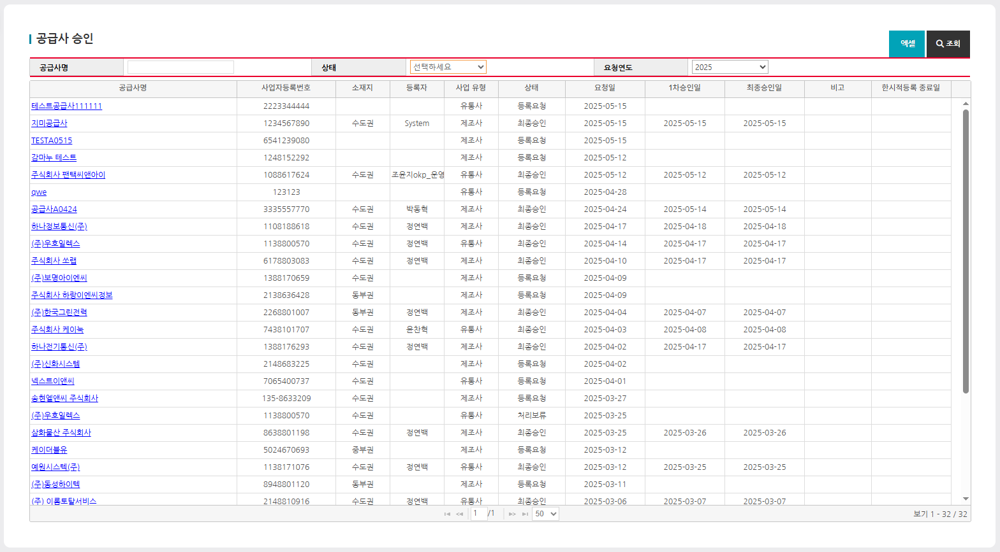 공급사 승인
엑셀 조회
공급사명 상태 선택하세요 요청연도 2025
공급사명 사업자등록번호 소재지 등록자 사업 유형 상태 요청일 1차승인일 최종승인일 비고 한시적등록 종료일
테스트공급사111111 2223344444 유통사 등록요청 2025-05-15
지미공급사 1234567890 수도권 System 제조사 최종승인 2025-05-15 2025-05-15 2025-05-15
TESTA0515 6541239080 제조사 등록요청 2025-05-15
감마누 테스트 1248152292 제조사 등록요청 2025-05-12
주식회사 팬택씨앤아이 1088617624 수도권 조윤지okp_운영 유통사 최종승인 2025-05-12 2025-05-12 2025-05-12
qwe 123123 유통사 등록요청 2025-04-28
공급사A0424 3335557770 수도권 박동혁 제조사 최종승인 2025-04-24 2025-05-14 2025-05-14
하나정보통신(주) 1108188618 수도권 정연백 제조사 최종승인 2025-04-17 2025-04-18 2025-04-18
(주)우호일렉스 1138800570 수도권 정연백 유통사 최종승인 2025-04-14 2025-04-17 2025-04-17
주식회사 쏘랩 6178803083 수도권 정연백 제조사 최종승인 2025-04-10 2025-04-17 2025-04-17
(주)보명아이엔씨 1388170659 수도권 제조사 등록요청 2025-04-09
주식회사 하랑이엔씨정보 2138636428 동부권 제조사 등록요청 2025-04-09
(주)한국그린전력 2268801007 동부권 정연백 제조사 최종승인 2025-04-04 2025-04-07 2025-04-07
주식회사 케이눅 7438101707 수도권 윤찬혁 유통사 최종승인 2025-04-03 2025-04-08 2025-04-08
하나전기통신(주) 1388176293 수도권 정연백 제조사 최종승인 2025-04-02 2025-04-17 2025-04-17
(주)신화시스템 2148683225 수도권 제조사 등록요청 2025-04-02
넥스트이앤씨 7065400737 수도권 유통사 등록요청 2025-04-01
송현엘앤씨 주식회사 135-8633209 수도권 제조사 등록요청 2025-03-27
(주)우호일렉스 1138800570 수도권 유통사 처리보류 2025-03-25
삼화물산 주식회사 8638801198 수도권 정연백 제조사 최종승인 2025-03-25 2025-03-26 2025-03-26
케이더블유 5024670693 중부권 제조사 등록요청 2025-03-12
예원시스텍(주) 1138171076 수도권 정연백 유통사 최종승인 2025-03-12 2025-03-25 2025-03-25
(주)동성하이텍 8948801120 동부권 제조사 등록요청 2025-03-11
(주) 이롬토탈서비스 2148810916 수도권 정연백 유통사 최종승인 2025-03-06 2025-03-07 2025-03-07
1 /1 50 보기 1 - 32 / 32